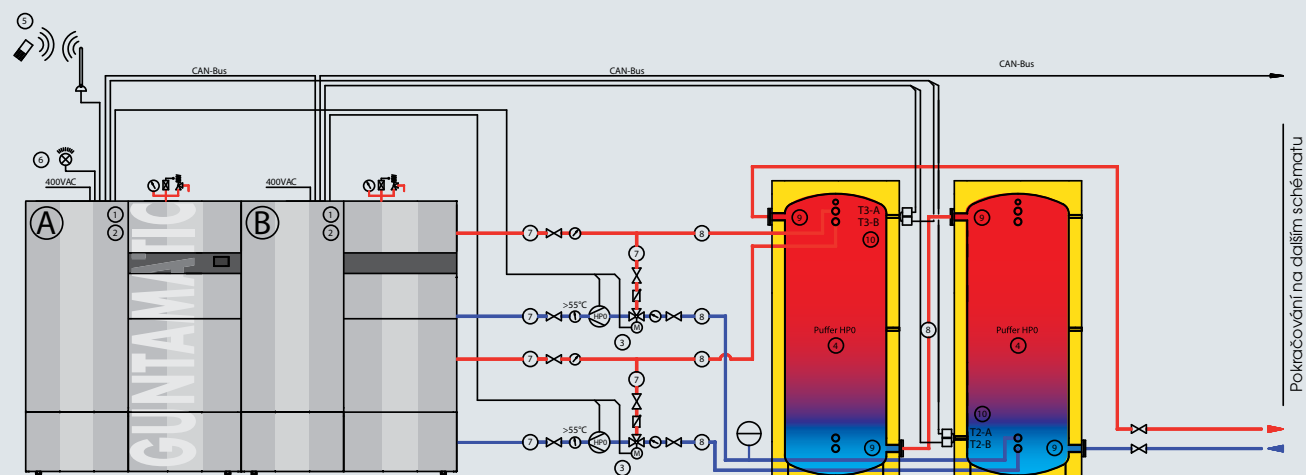 5
CAN-Bus
CAN-Bus
CAN-Bus
6
400VAC
400VAC
A
1
2
GUNTAMATIC
B
1
2
7
8
7
>55°C
7
HP0
M
8
3
7
8
7
>55°C
7
HP0
M
8
3
9
T3-A
T3-B
10
Puffer HP0
4
9
8
9
Puffer HP0
4
10
T2-A
T2-B
9
Pokračování na dalším schématu